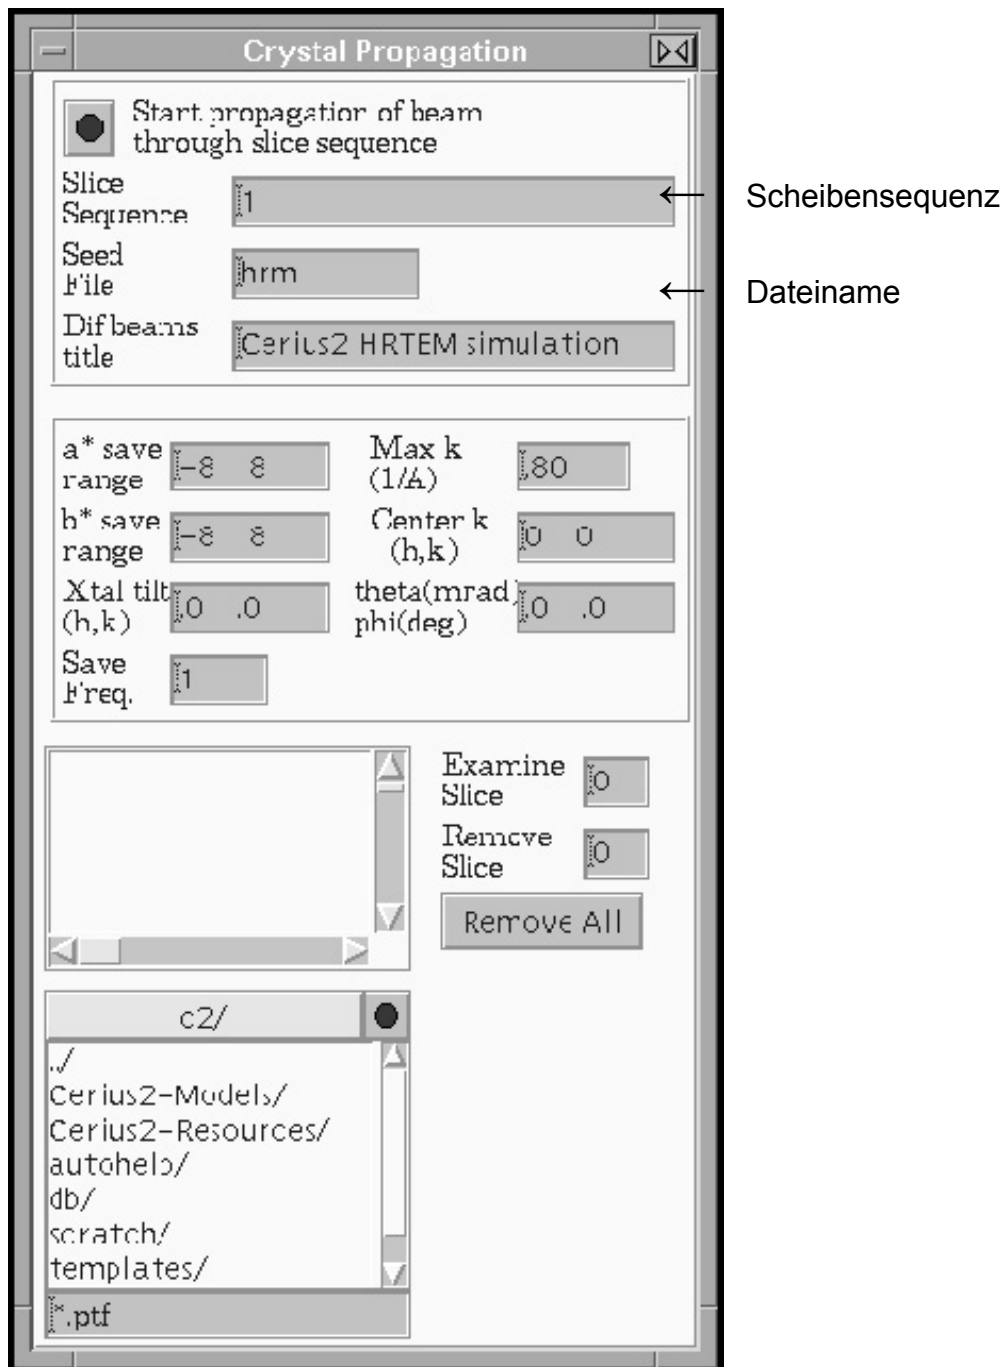 Crystal Propagation
Start propagation of beam
through slice sequence
Slice
Sequence
1
← Scheibensequenz
Seed
File
hrm
← Dateiname
Dif beams
title
Cerius2 HRTEM simulation
a* save
range
-8 8
Max k
(1/A)
.80
b* save
range
-8 8
Center k
(h,k)
0 0
Xtal tilt
(h,k)
.0 .0
theta(mrad)
phi(deg)
.0 .0
Save
Freq.
1
Examine
Slice
0
Remove
Slice
0
Remove All
c2/
./
Cerius2-Models/
Cerius2-Resources/
autohelp/
db/
scratch/
templates/
*.ptf